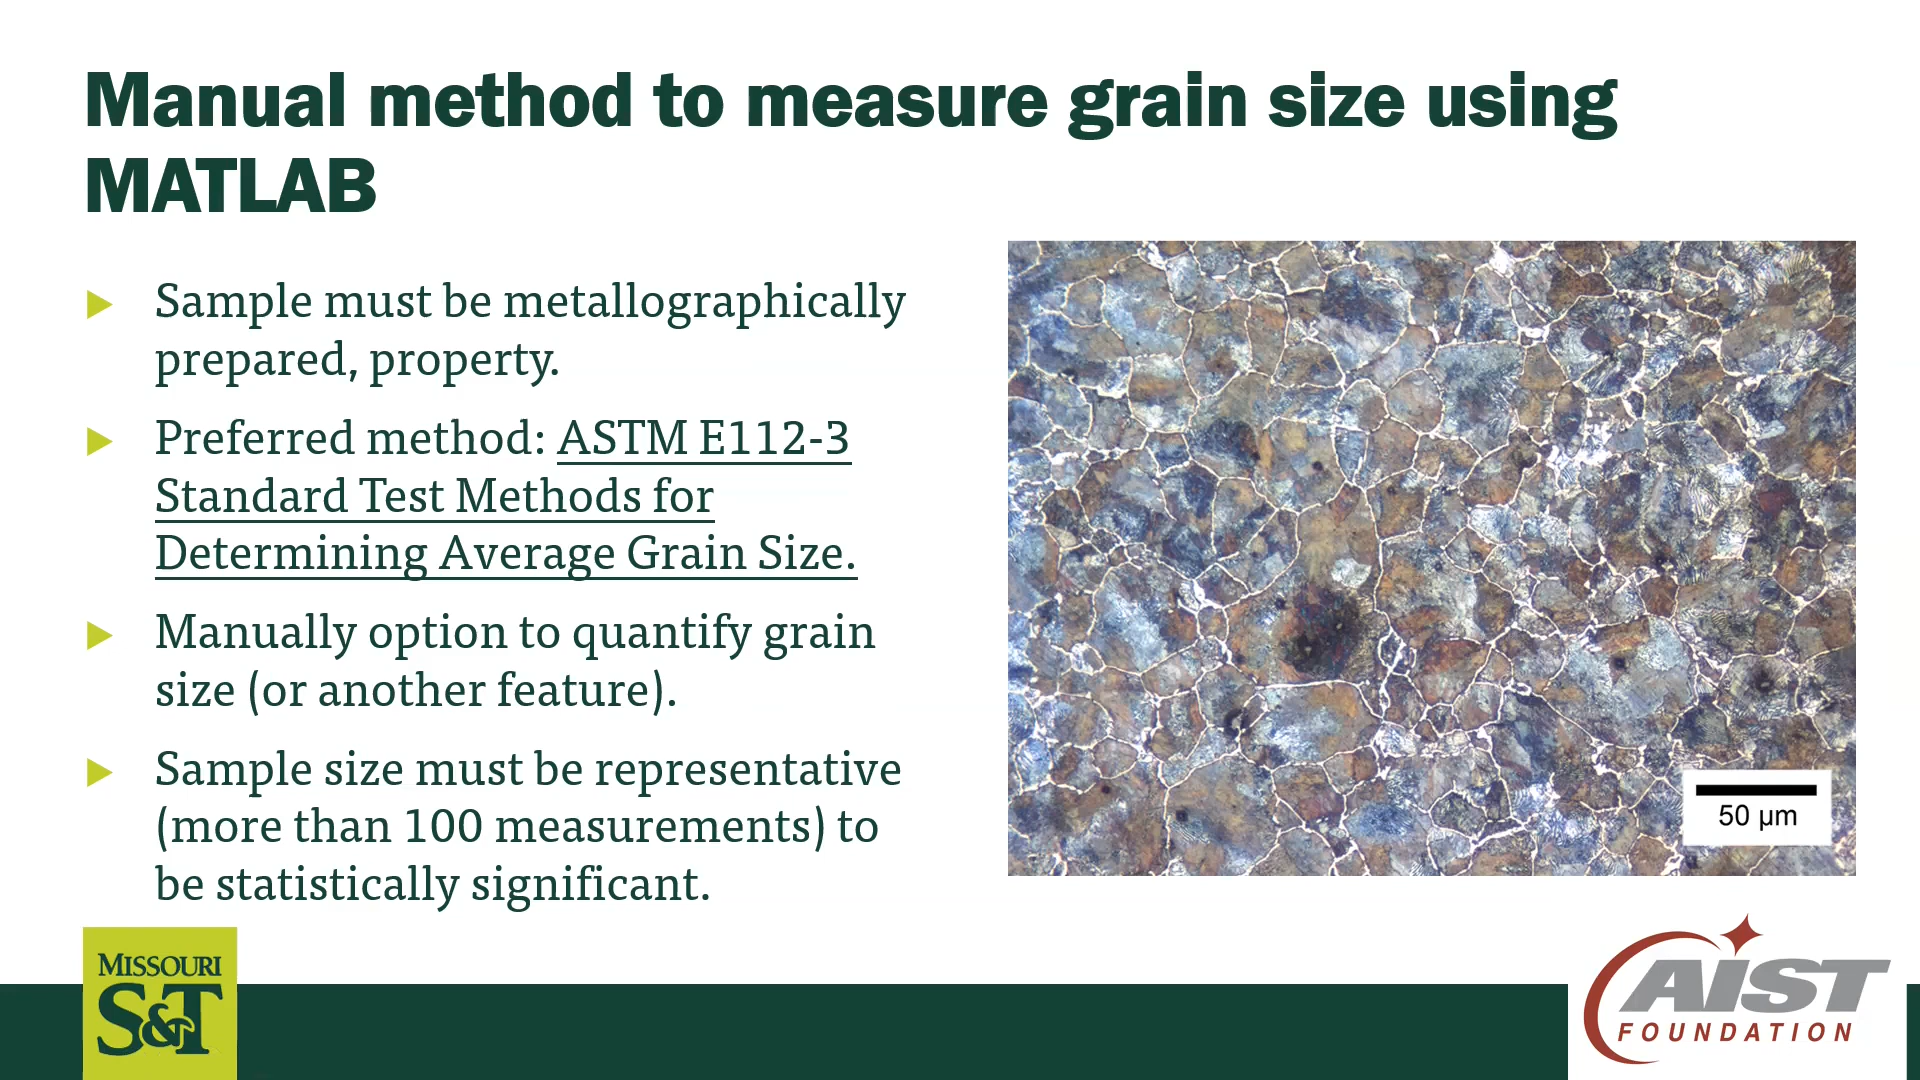 Manual method to measure grain size using
MATLAB
Sample must be metallographically
prepared, property.
Preferred method: ASTM E112-3
Standard Test Methods for
Determining Average Grain Size.
Manually option to quantify grain
size (or another feature).
Sample size must be representative
(more than 100 measurements) to
be statistically significant.
50 µm
MISSOURI
S&T
AIST
FOUNDATION